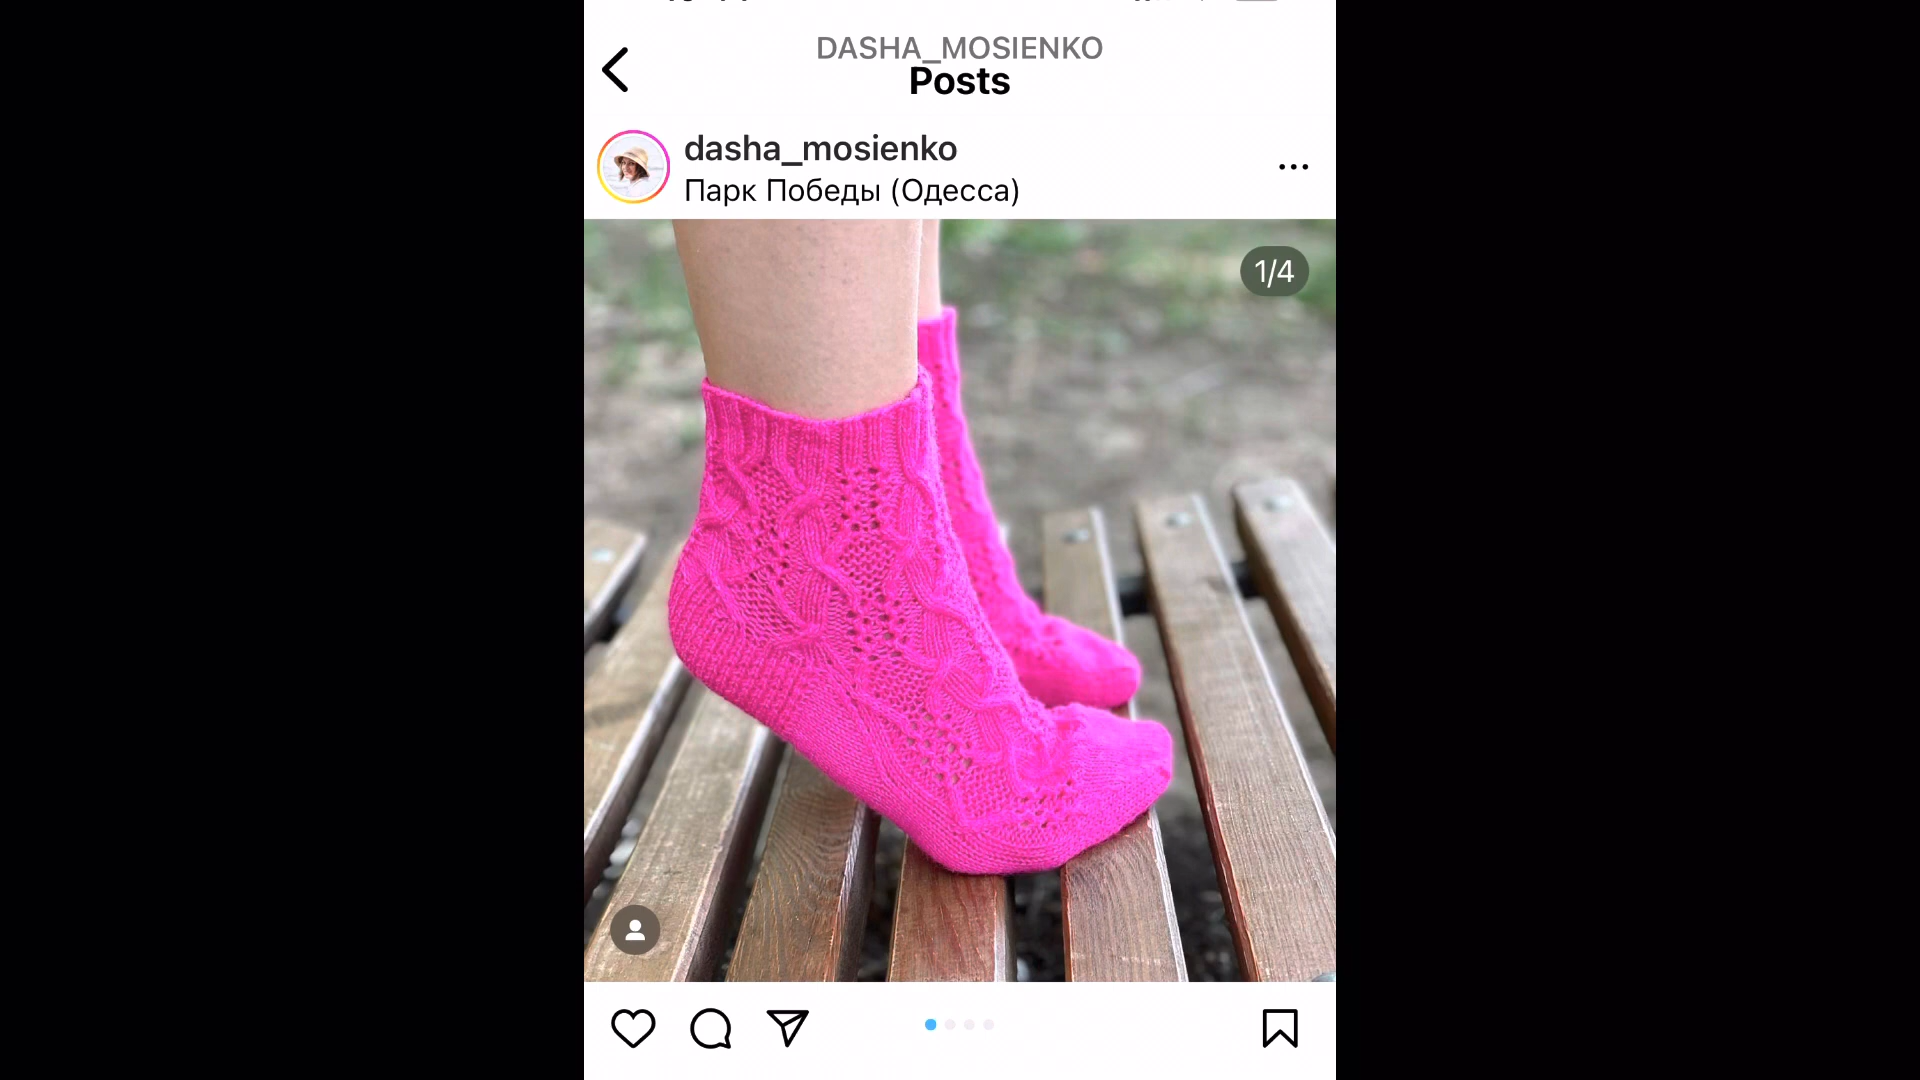 DASHA_MOSIENKO
Posts
dasha_mosienko
Парк Победы (Одесса)
1/4